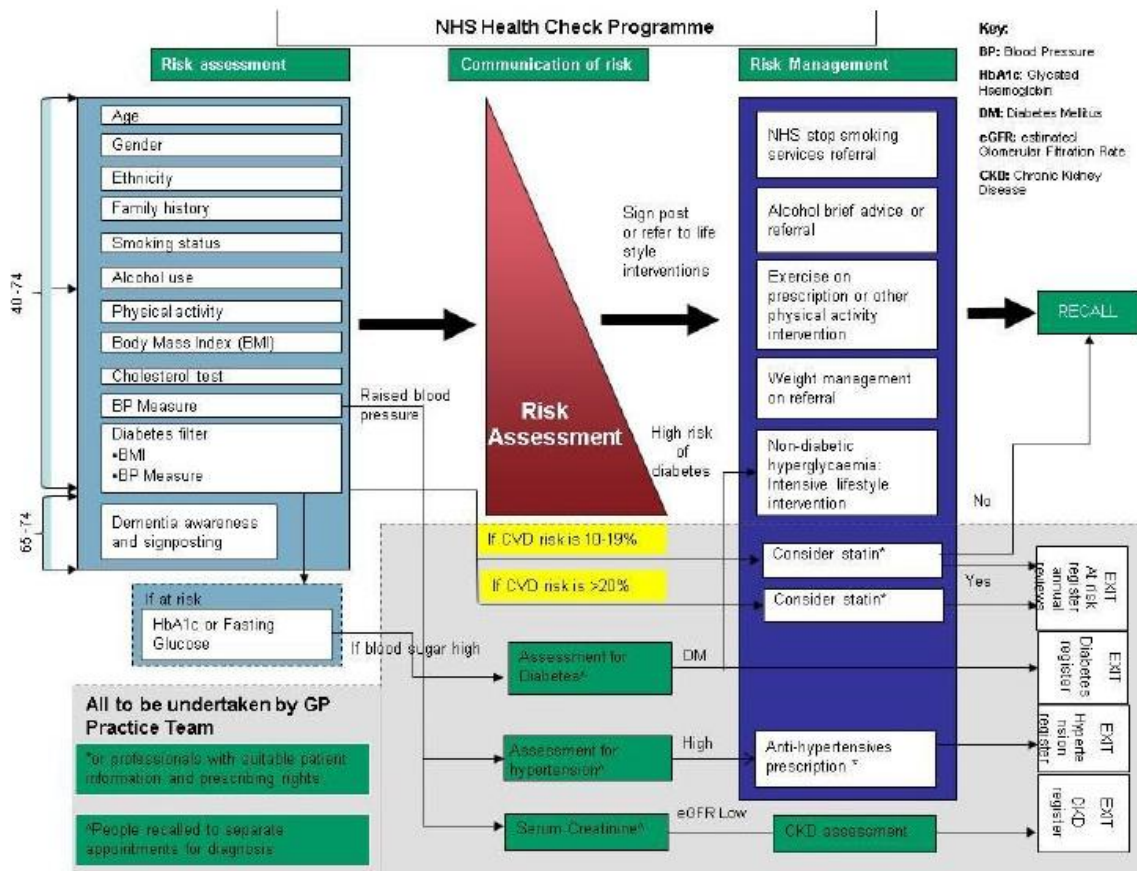 NHS Health Check Programme
Risk assessment
Communication of risk
Risk Management
Key:
BP: Blood Pressure
HbA1c: Glycated
Haemoglobin
DM: Diabetes Mellitus
eGFR: estimated
Glomerular Filtration Rate
CKD: Chronic Kidney
Disease
40-74
65-74
Age
Gender
Ethnicity
Family history
Smoking status
Alcohol use
Physical activity
Body Mass Index (BMI)
Cholesterol test
BP Measure
Diabetes filter
▪BMI
▪BP Measure
Dementia awareness
and signposting
If at risk
HbA1c or Fasting
Glucose
Raised blood
pressure
If blood sugar high
Risk
Assessment
Sign post
or refer to life
style
interventions
High risk
of
diabetes
If CVD risk is 10-19%
If CVD risk is >20%
Assessment for
Diabetes^
DM
Assessment for
hypertension^
High
Serum Creatinine^
eGFR Low
CKD assessment
NHS stop smoking
services referral
Alcohol brief advice or
referral
Exercise on
prescription or other
physical activity
intervention
Weight management
on referral
Non-diabetic
hyperglycaemia:
Intensive lifestyle
intervention
Consider statin*
Consider statin*
Anti-hypertensives
prescription *
RECALL
No
Yes
EXIT
At risk
register
annual
reviews
EXIT
Diabetes
register
EXIT
Hyperte
nsion
register
EXIT
CKD
register
All to be undertaken by GP
Practice Team
*or professionals with suitable patient
information and prescribing rights
^People recalled to separate
appointments for diagnosis